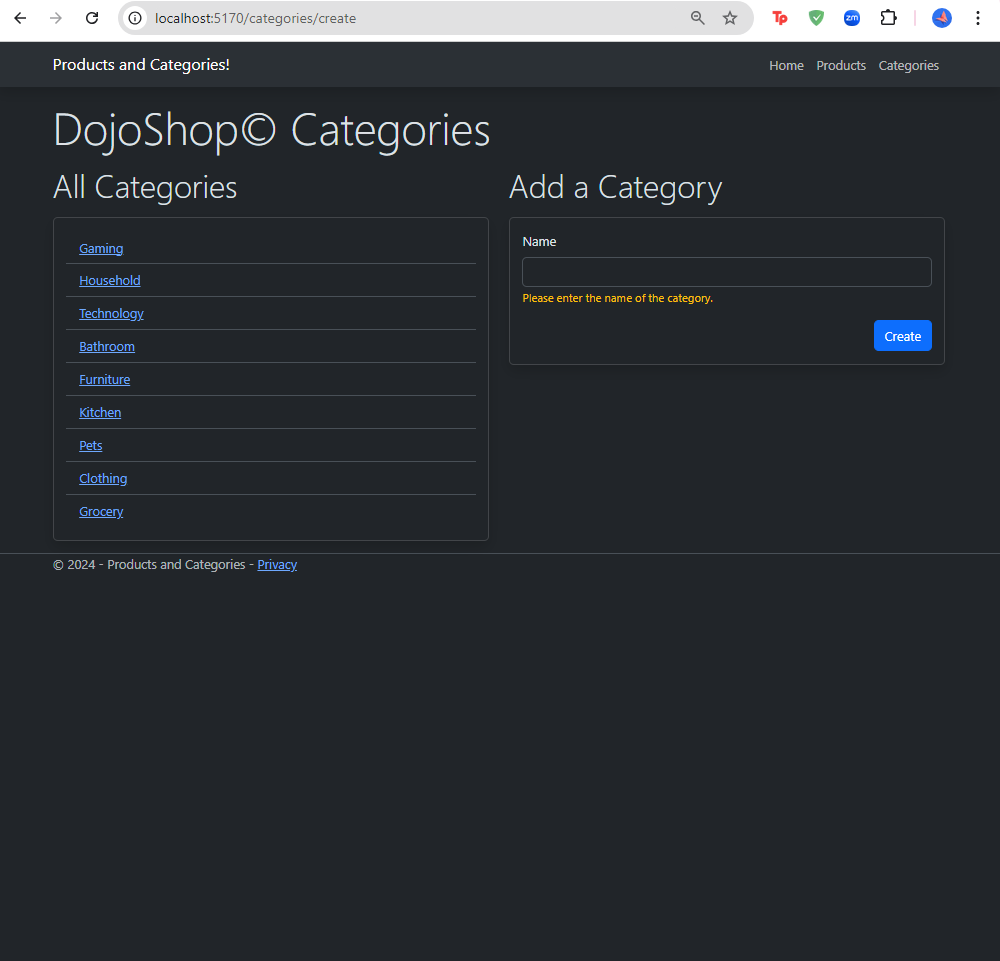 localhost:5170/categories/create
Tp
zm
Products and Categories!
Home Products Categories
DojoShop© Categories
All Categories
Gaming
Household
Technology
Bathroom
Furniture
Kitchen
Pets
Clothing
Grocery
Add a Category
Name
Please enter the name of the category.
Create
© 2024 - Products and Categories - Privacy